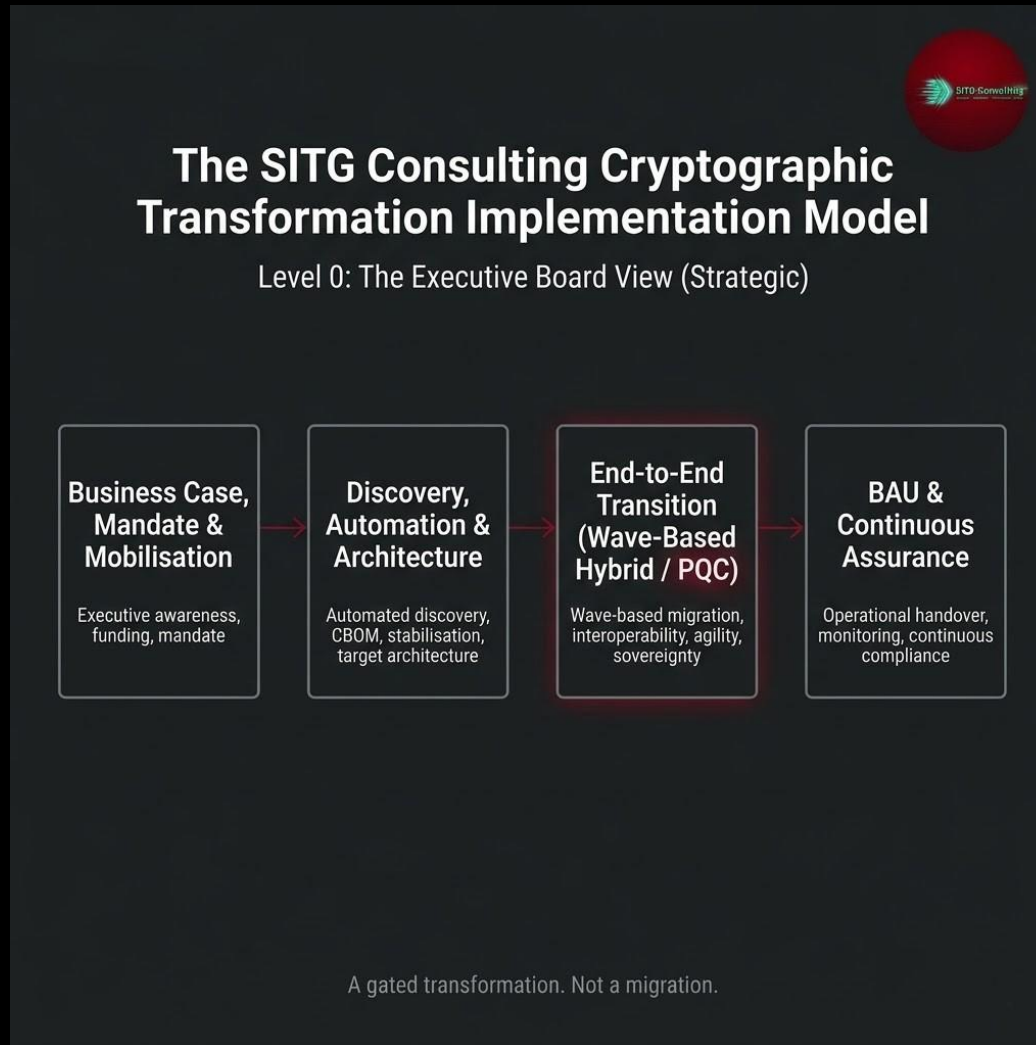 SITG Consulting
The SITG Consulting Cryptographic
Transformation Implementation Model
Level 0: The Executive Board View (Strategic)
Business Case,
Mandate &
Mobilisation
Executive awareness,
funding, mandate
Discovery,
Automation &
Architecture
Automated discovery,
CBOM, stabilisation,
target architecture
End-to-End
Transition
(Wave-Based
Hybrid / PQC)
Wave-based migration,
interoperability, agility,
sovereignty
BAU &
Continuous
Assurance
Operational handover,
monitoring, continuous
compliance
A gated transformation. Not a migration.